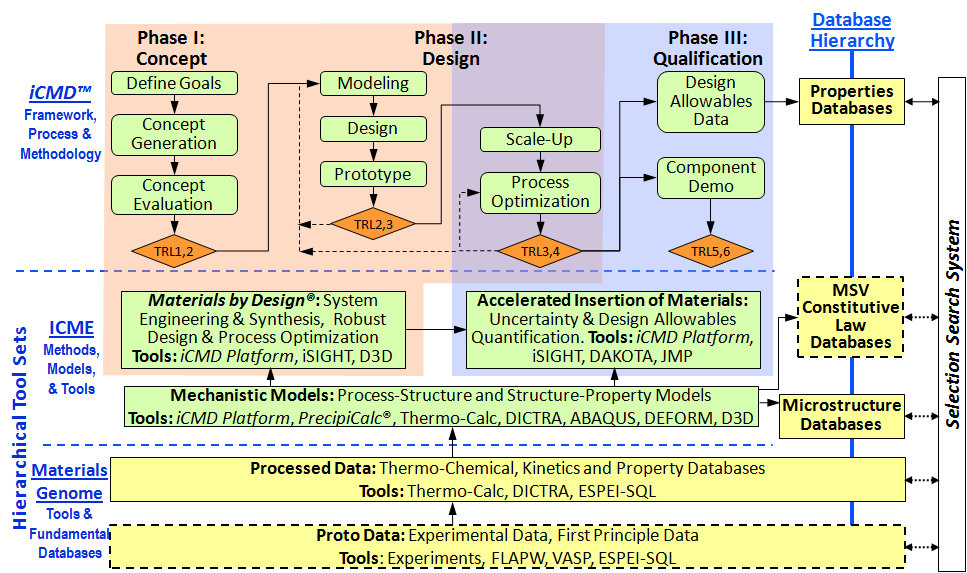 Phase I:
Concept
Phase II:
Design
Phase III:
Qualification
Database
Hierarchy
iCMD™
Framework,
Process &
Methodology
Define Goals
Concept
Generation
Concept
Evaluation
TRL1,2
Modeling
Design
Prototype
TRL2,3
Scale-Up
Process
Optimization
TRL3,4
Design
Allowables
Data
Component
Demo
TRL5,6
Properties
Databases
Selection Search System
Hierarchical Tool Sets
ICME
Methods,
Models,
& Tools
Materials by Design®: System
Engineering & Synthesis, Robust
Design & Process Optimization
Tools: iCMD Platform, iSIGHT, D3D
Accelerated Insertion of Materials:
Uncertainty & Design Allowables
Quantification. Tools: iCMD Platform,
iSIGHT, DAKOTA, JMP
MSV
Constitutive
Law
Databases
Mechanistic Models: Process-Structure and Structure-Property Models
Tools: iCMD Platform, PrecipiCalc®, Thermo-Calc, DICTRA, ABAQUS, DEFORM, D3D
Microstructure
Databases
Materials
Genome
Tools &
Fundamental
Databases
Processed Data: Thermo-Chemical, Kinetics and Property Databases
Tools: Thermo-Calc, DICTRA, ESPEI-SQL
Proto Data: Experimental Data, First Principle Data
Tools: Experiments, FLAPW, VASP, ESPEI-SQL